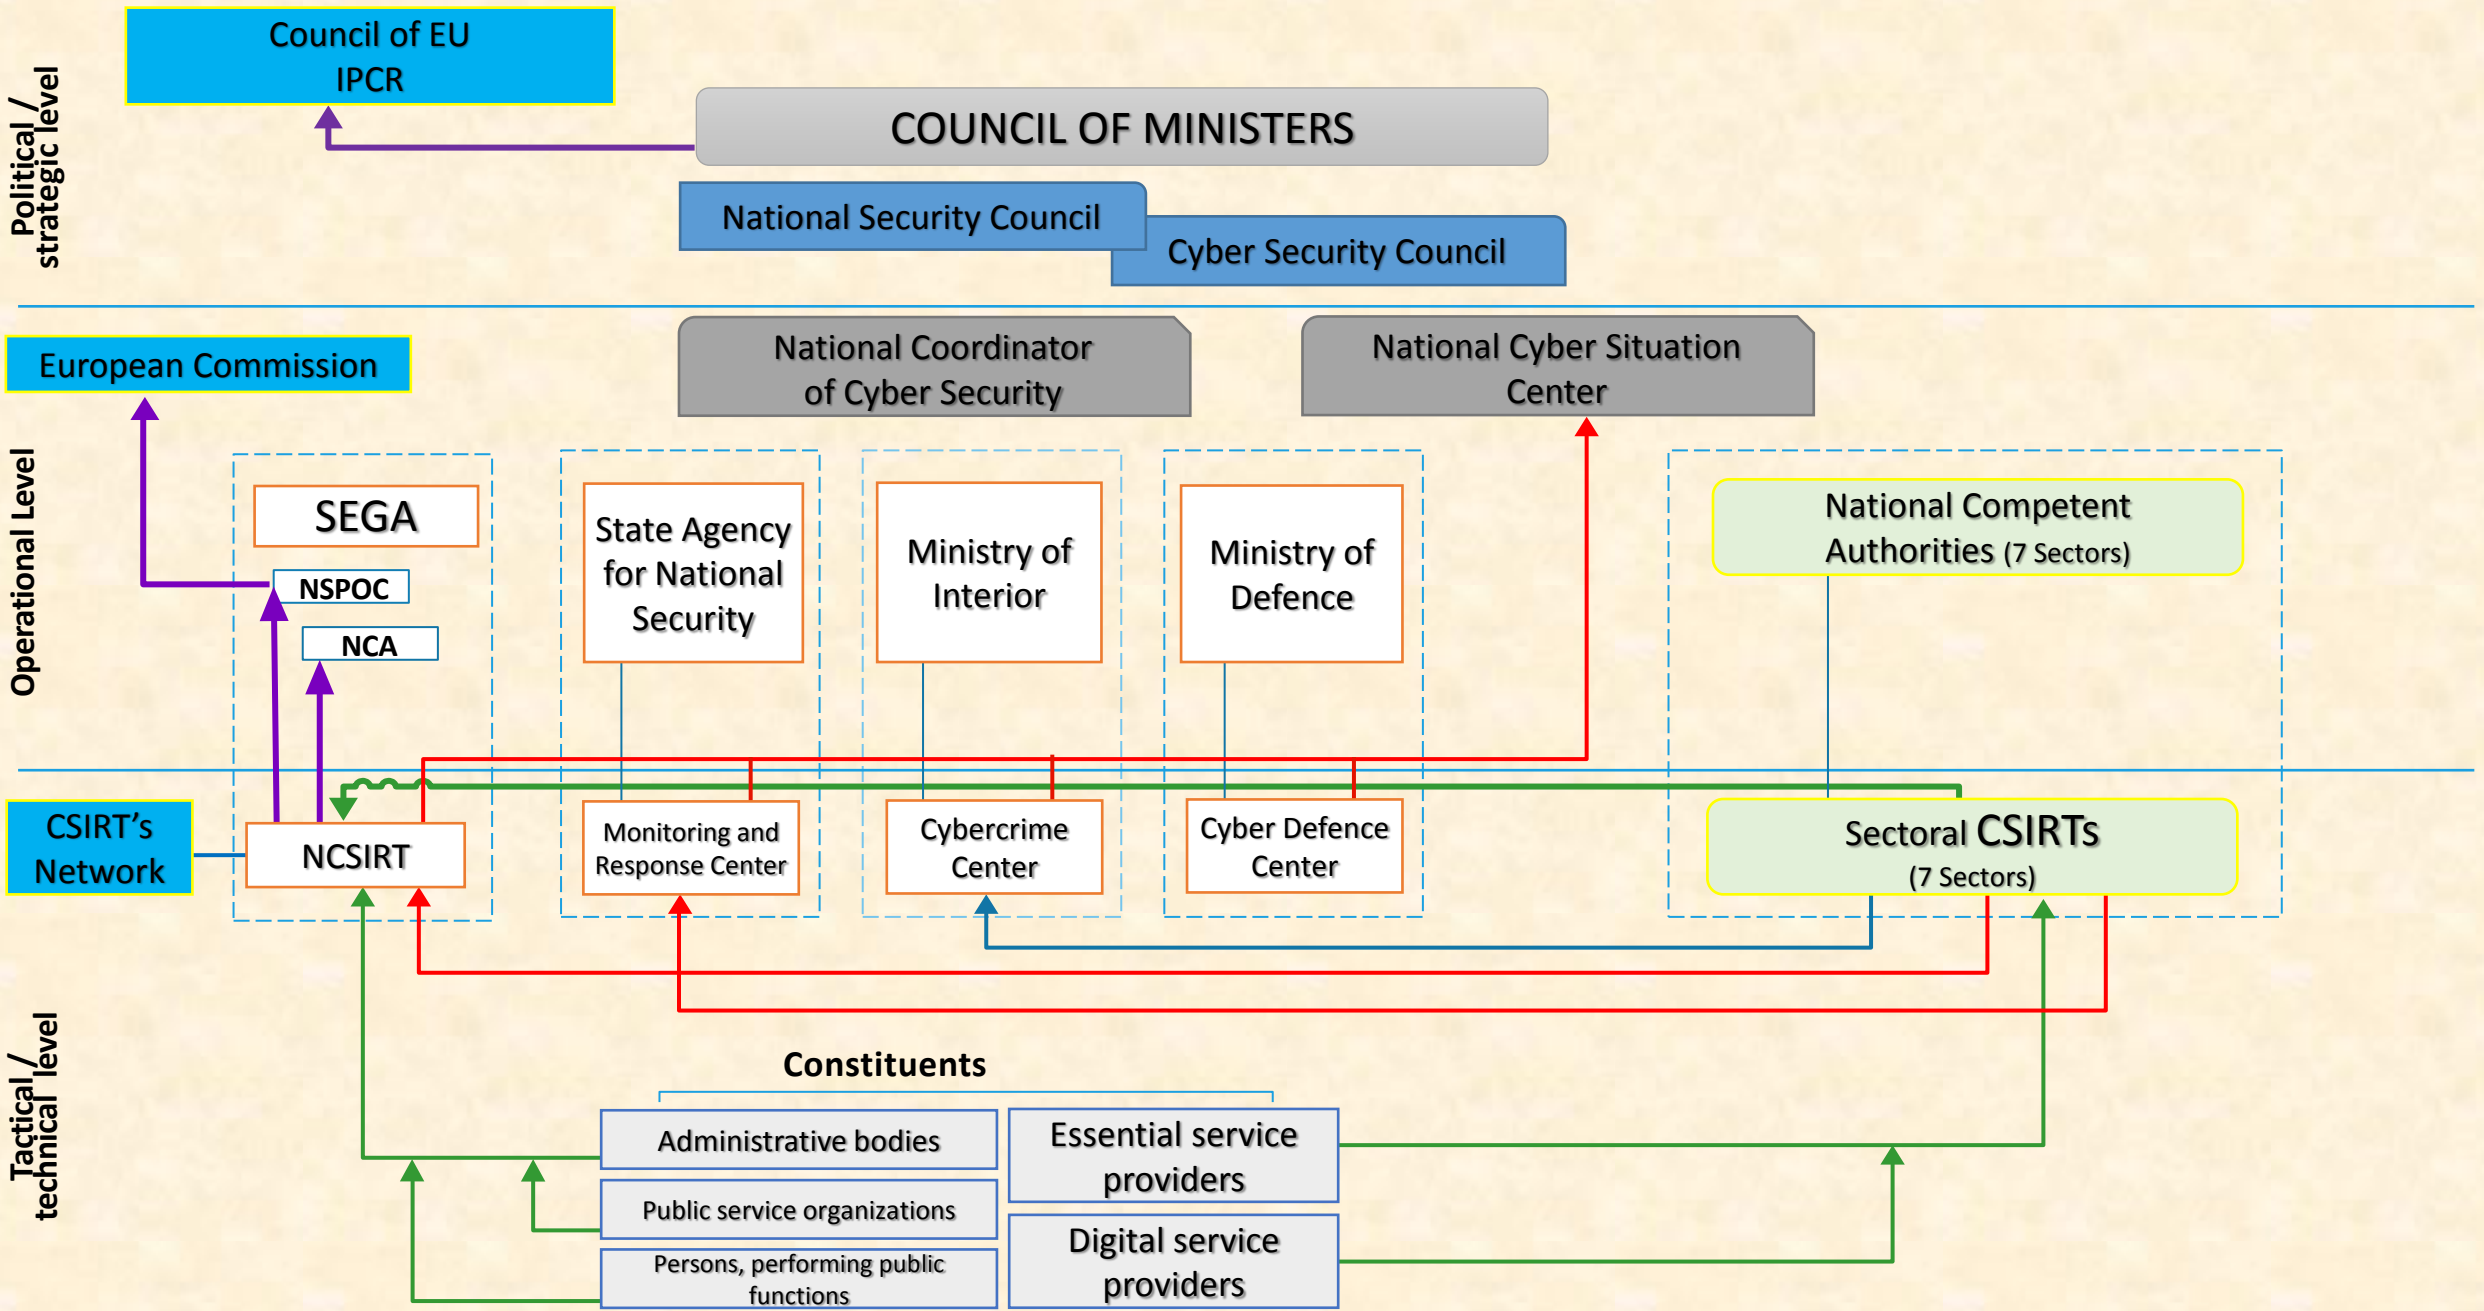 Political /
strategic level
Council of EU
IPCR
COUNCIL OF MINISTERS
National Security Council
Cyber Security Council
Operational Level
European Commission
National Coordinator
of Cyber Security
National Cyber Situation
Center
SEGA
NSPOC
NCA
State Agency
for National
Security
Ministry of
Interior
Ministry of
Defence
National Competent
Authorities (7 Sectors)
Tactical /
technical level
CSIRT’s
Network
NCSIRT
Monitoring and
Response Center
Cybercrime
Center
Cyber Defence
Center
Sectoral CSIRTs
(7 Sectors)
Constituents
Administrative bodies
Public service organizations
Persons, performing public
functions
Essential service
providers
Digital service
providers